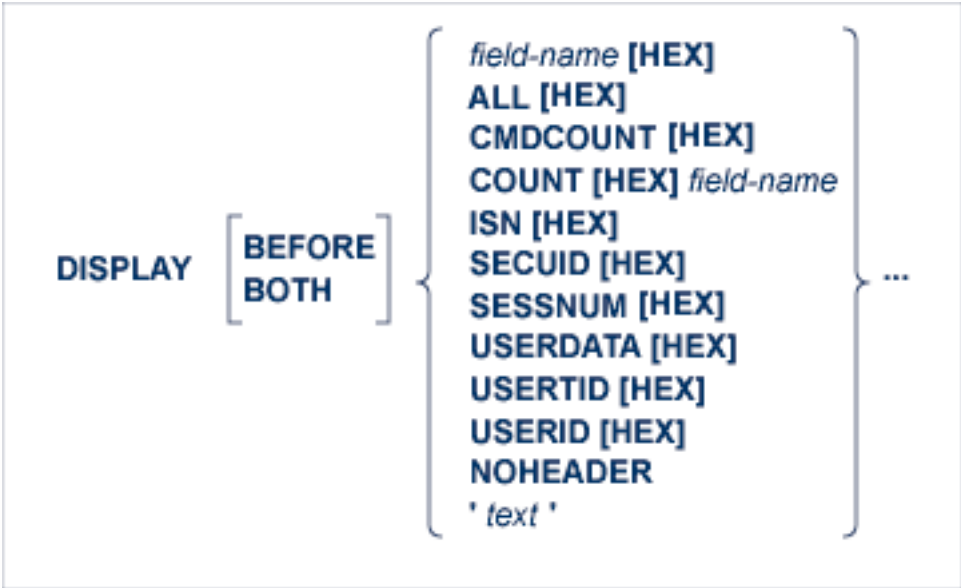 DISPLAY
BEFORE
BOTH
field-name [HEX]
ALL [HEX]
CMDCOUNT [HEX]
COUNT [HEX] field-name
ISN [HEX]
SECUID [HEX]
SESSNUM [HEX]
USERDATA [HEX]
USERTID [HEX]
USERID [HEX]
NOHEADER
' text '
...